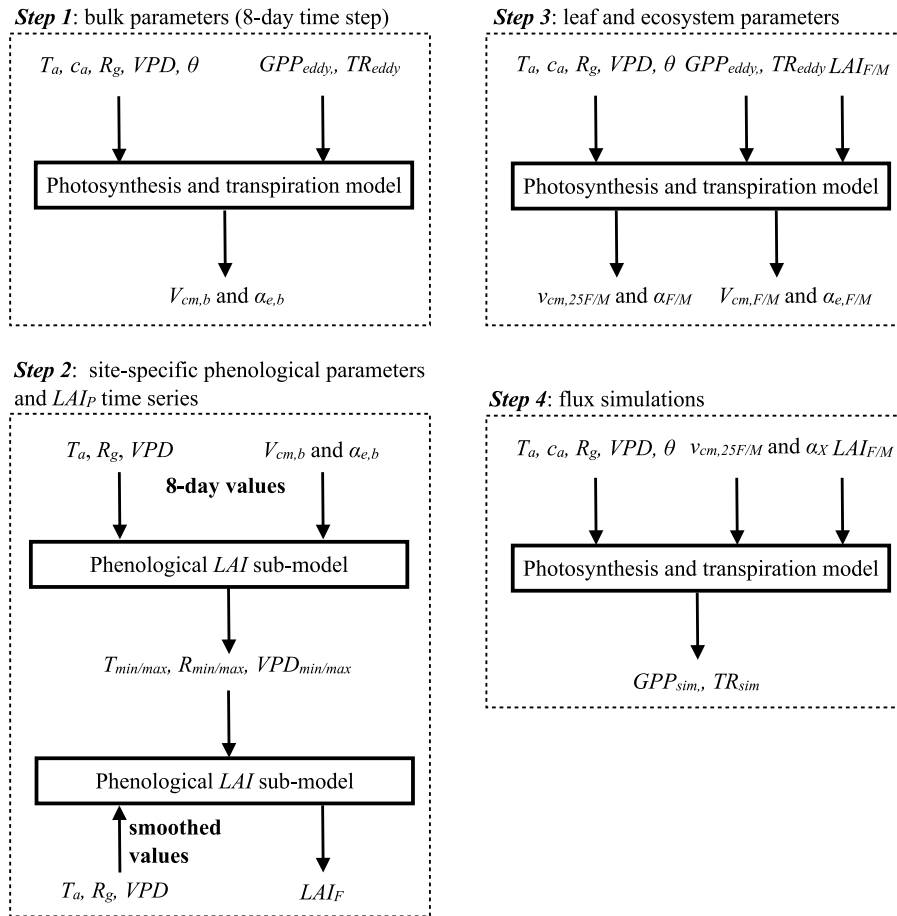 Step 1: bulk parameters (8-day time step)
Ta, ca, Rg, VPD, θ GPPeddy,, TReddy
Photosynthesis and transpiration model
Vcm,b and αe,b
Step 2: site-specific phenological parameters
and LAIP time series
Ta, Rg, VPD Vcm,b and αe,b
8-day values
Phenological LAI sub-model
Tmin/max, Rmin/max, VPDmin/max
Phenological LAI sub-model
smoothed
values
Ta, Rg, VPD LAIF
Step 3: leaf and ecosystem parameters
Ta, ca, Rg, VPD, θ GPPeddy,, TReddy LAIF/M
Photosynthesis and transpiration model
vcm,25F/M and αF/M Vcm,F/M and αe,F/M
Step 4: flux simulations
Ta, ca, Rg, VPD, θ vcm,25F/M and αX LAIF/M
Photosynthesis and transpiration model
GPPsim,, TRsim